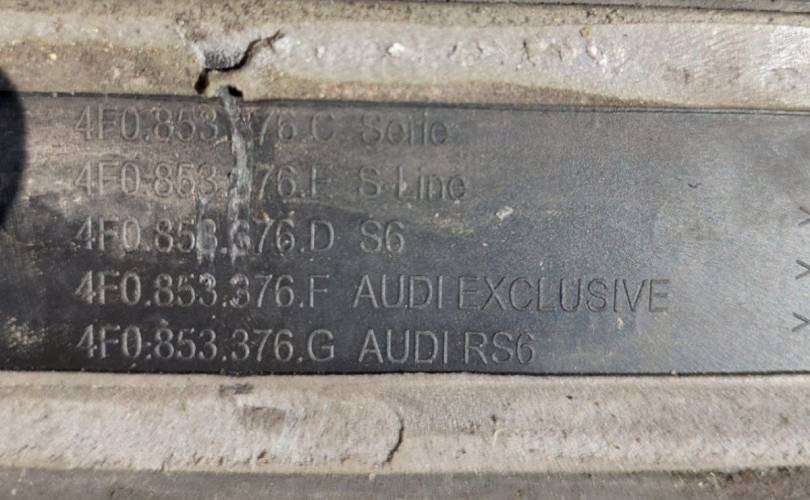 4F0.853.376.C Serie
4F0.853.376.E S-Line
4F0.853.376.D S6
4F0.853.376.F AUDI EXCLUSIVE
4F0.853.376.G AUDI RS6